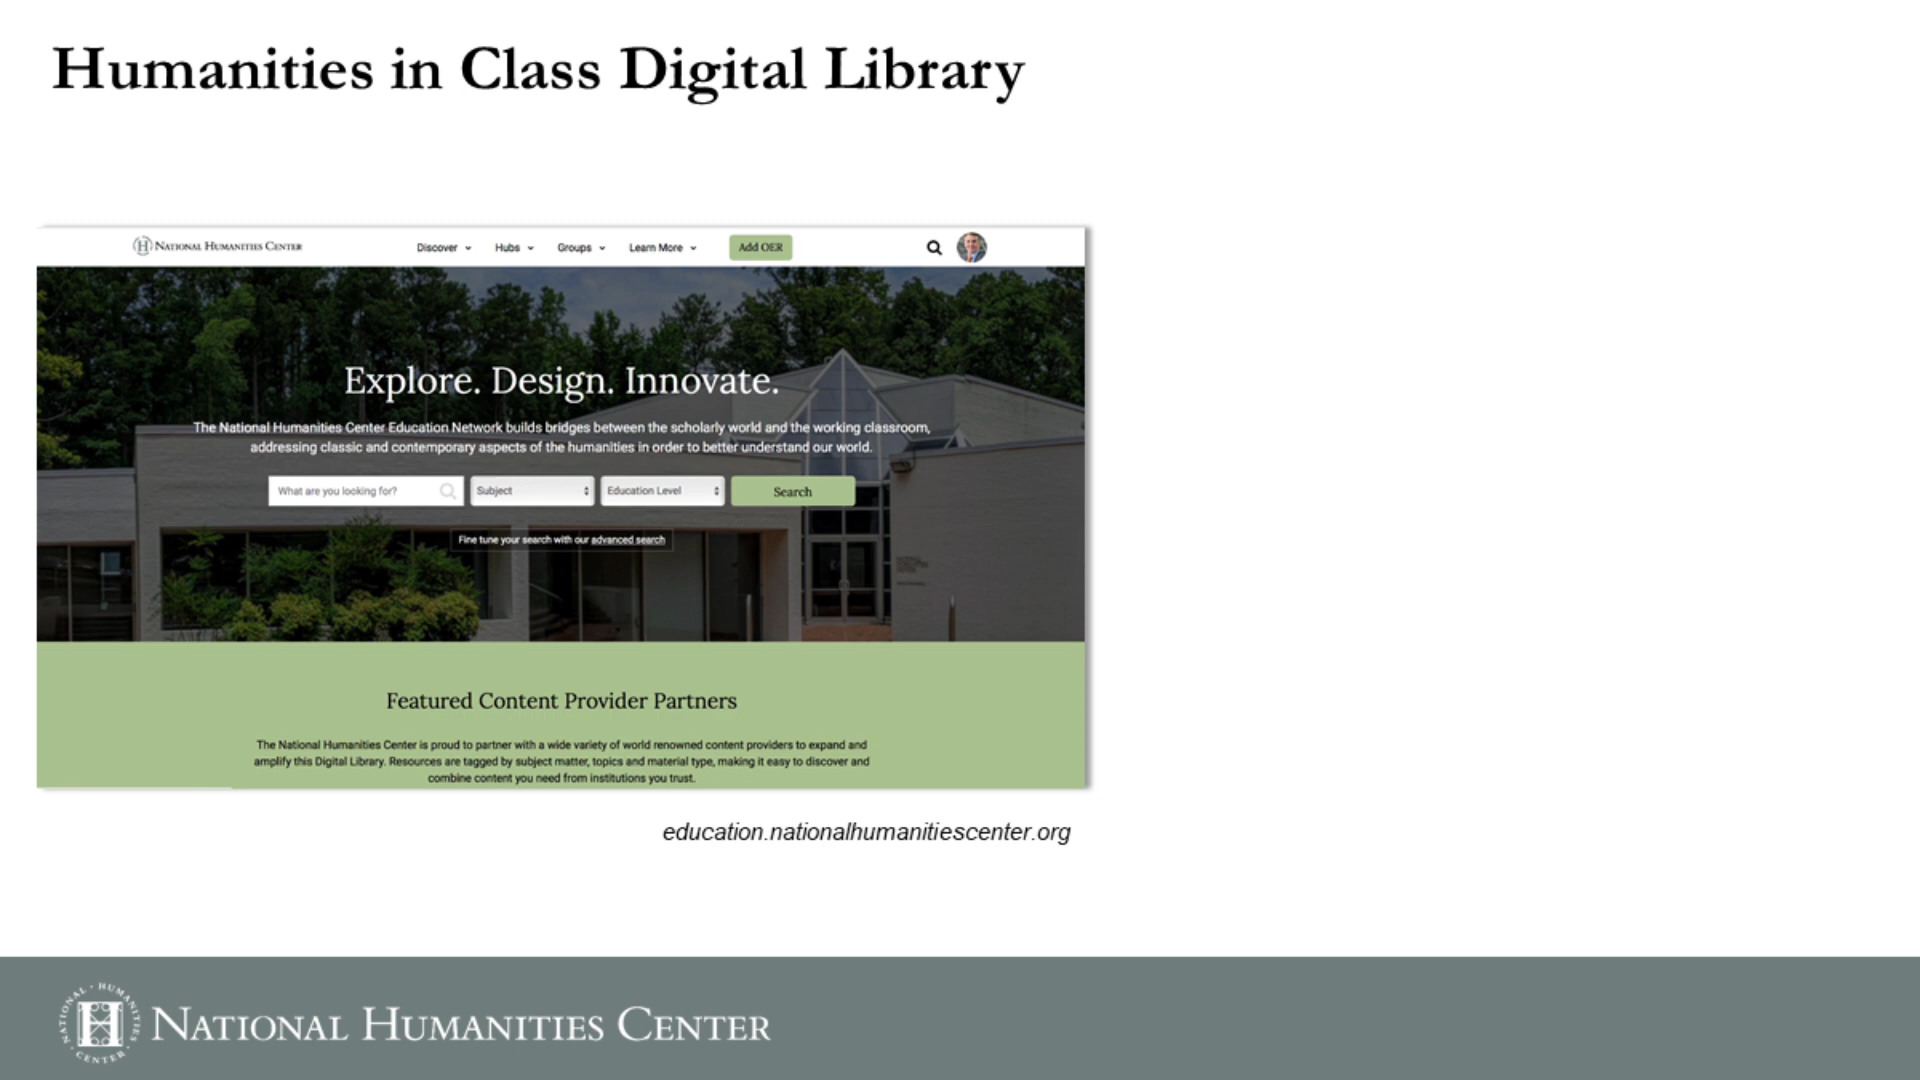 Humanities in Class Digital Library
NATIONAL HUMANITIES CENTER
Discover
Hubs
Groups
Learn More
Add OER
Explore. Design. Innovate.
The National Humanities Center Education Network builds bridges between the scholarly world and the working classroom,
addressing classic and contemporary aspects of the humanities in order to better understand our world.
What are you looking for?
Subject
Education Level
Search
Fine tune your search with our advanced search
Featured Content Provider Partners
The National Humanities Center is proud to partner with a wide variety of world renowned content providers to expand and
amplify this Digital Library. Resources are tagged by subject matter, topics and material type, making it easy to discover and
combine content you need from institutions you trust.
education.nationalhumanitiescenter.org
NATIONAL · HUMANITIES · CENTER ·
NATIONAL HUMANITIES CENTER